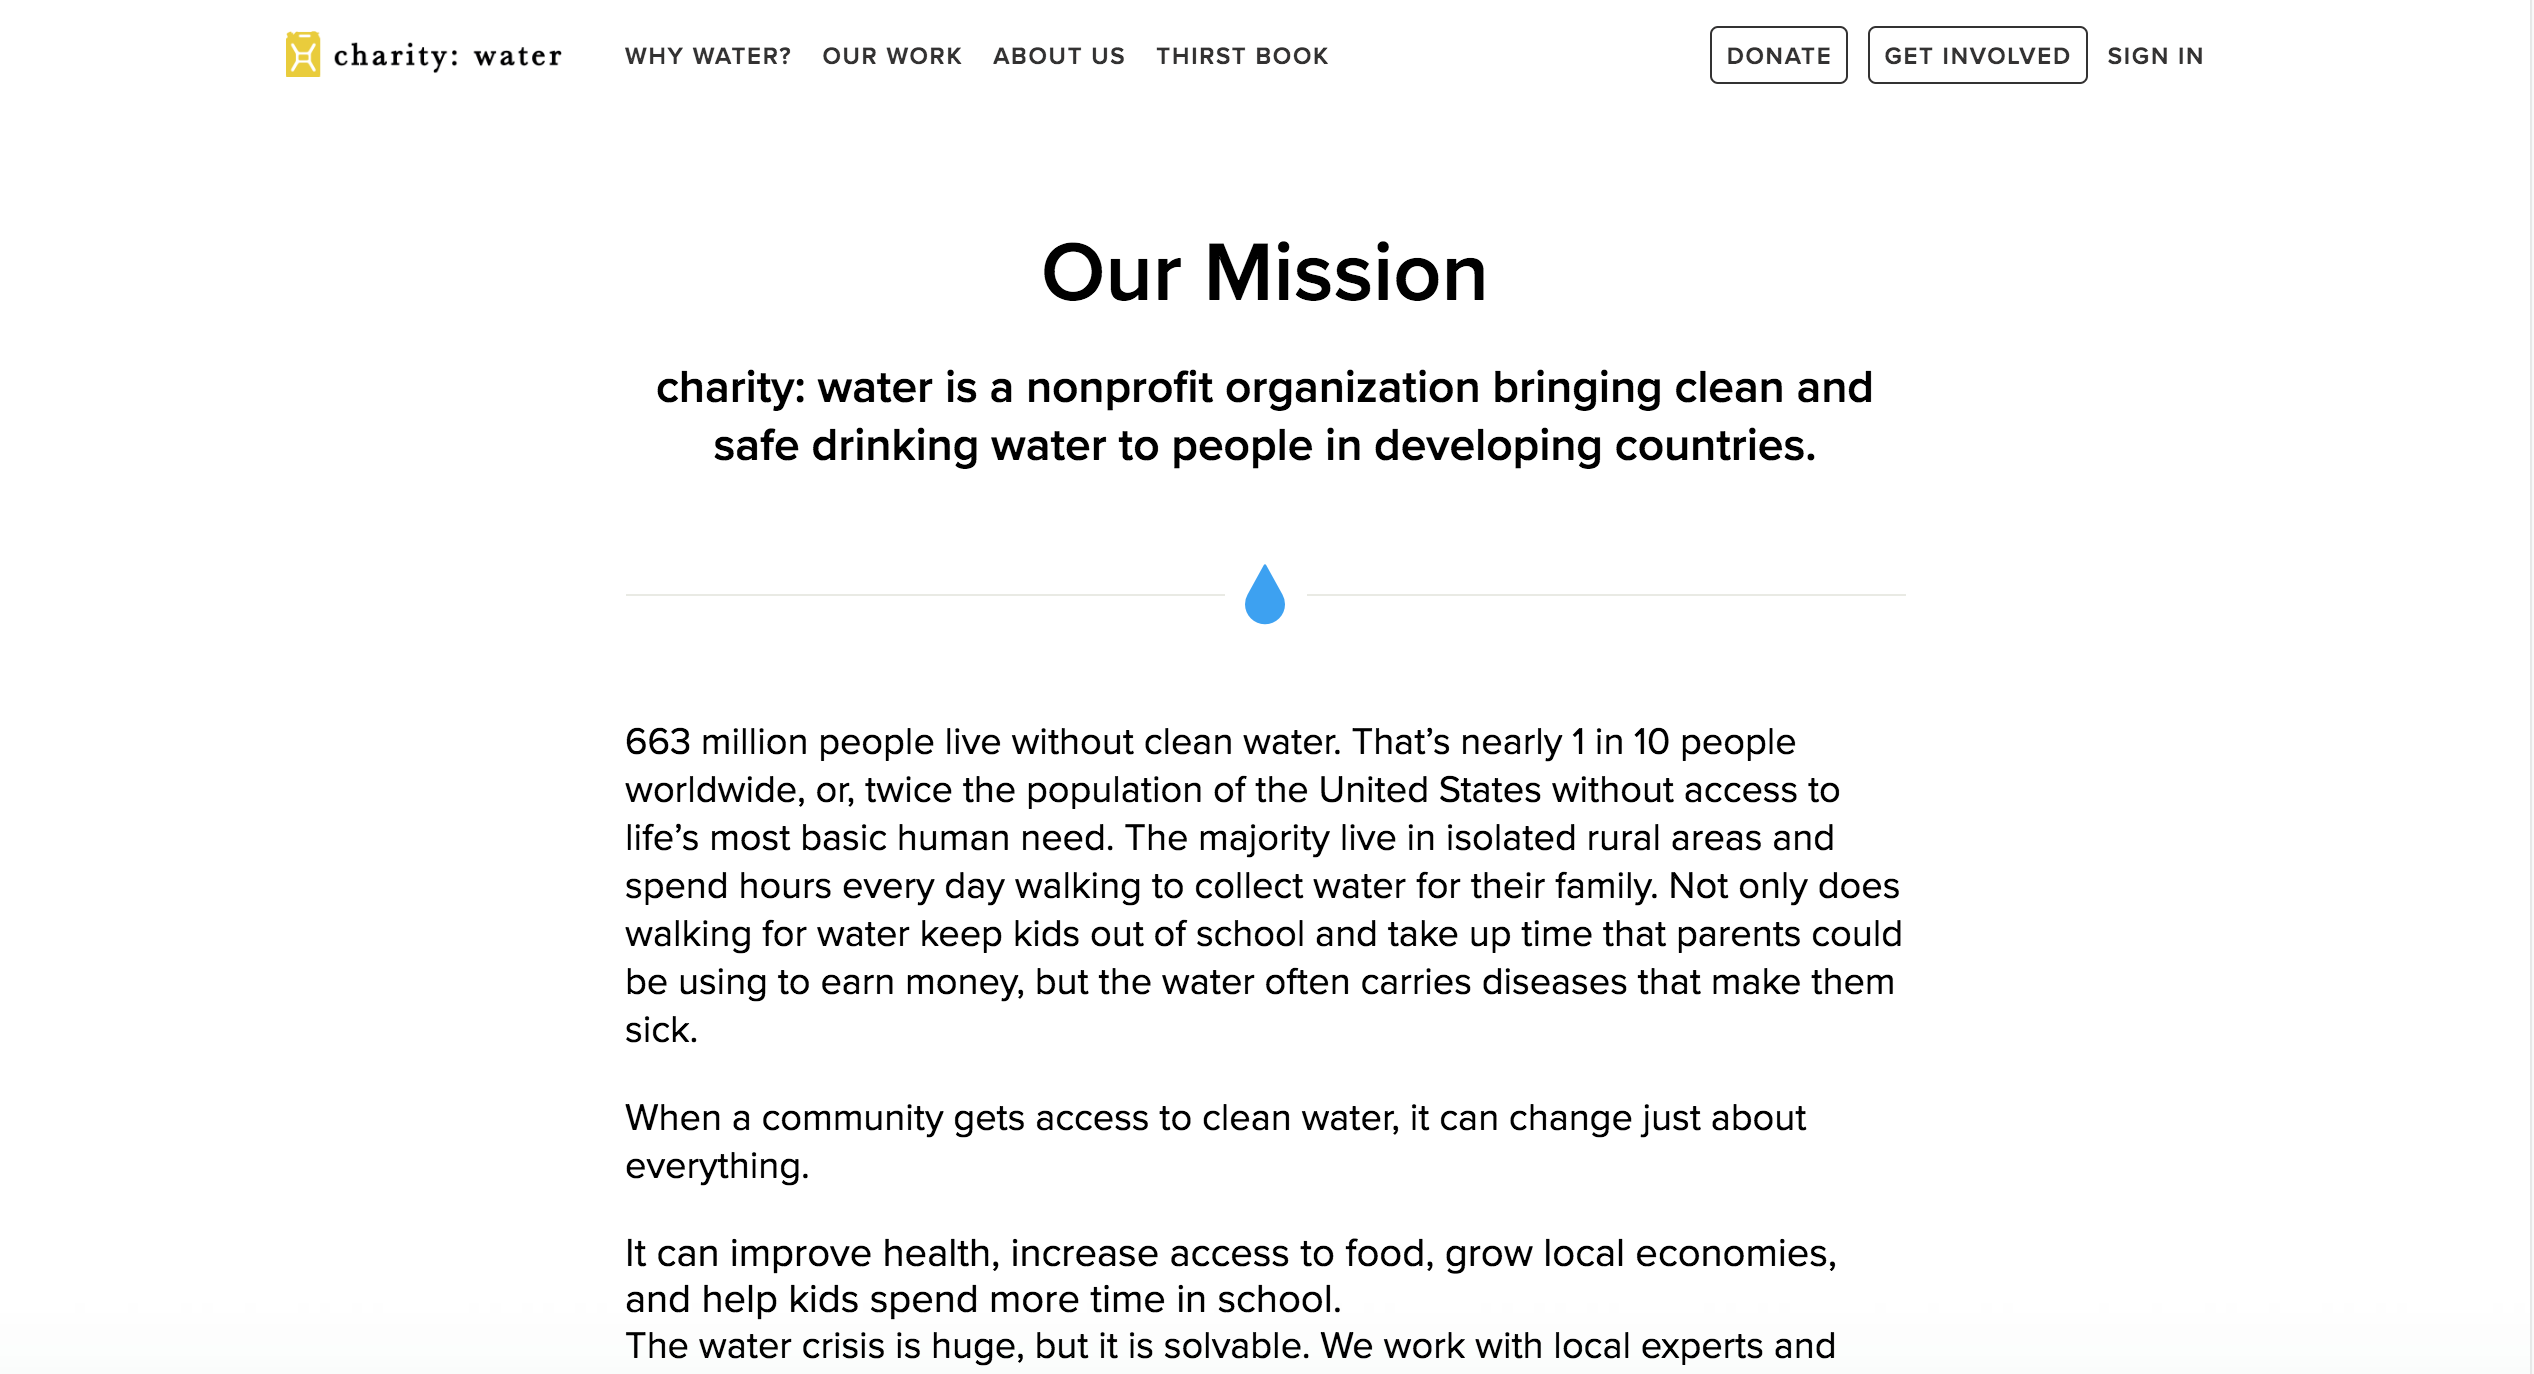 charity: water
WHY WATER? OUR WORK ABOUT US THIRST BOOK
DONATE GET INVOLVED SIGN IN
Our Mission
charity: water is a nonprofit organization bringing clean and
safe drinking water to people in developing countries.
663 million people live without clean water. That’s nearly 1 in 10 people
worldwide, or, twice the population of the United States without access to
life’s most basic human need. The majority live in isolated rural areas and
spend hours every day walking to collect water for their family. Not only does
walking for water keep kids out of school and take up time that parents could
be using to earn money, but the water often carries diseases that make them
sick.
When a community gets access to clean water, it can change just about
everything.
It can improve health, increase access to food, grow local economies,
and help kids spend more time in school.
The water crisis is huge, but it is solvable. We work with local experts and